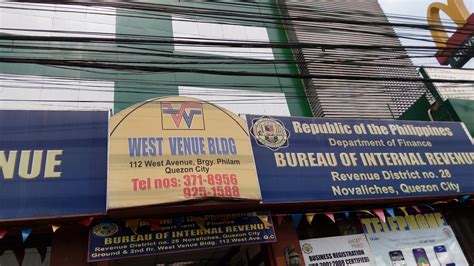 NUE
WEST VENUE BLDG
112 West Avenue, Brgy. Philam
Quezon City
Tel nos: 371-8956
925-1588
Republic of the Philippines
Department of Finance
BUREAU OF INTERNAL REVENUE
Revenue District no. 28
Novaliches, Quezon City
BUREAU OF INTERNAL REVENUE
Revenue District no. 28 Novaliches, Quezon City
Ground & 2nd flr. West Venue Bldg. 112 West Ave. Q.C
TELEPHONE
BUSINESS REGISTRATION